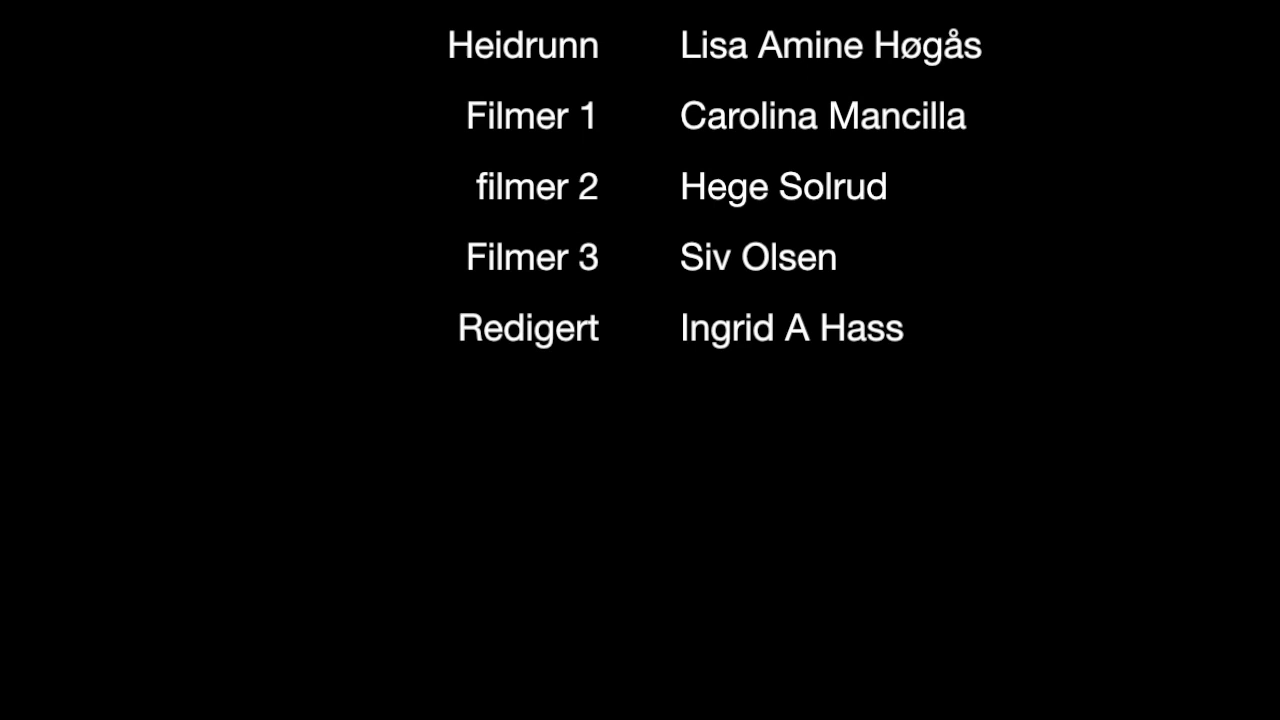 Heidrunn Lisa Amine Høgås
Filmer 1 Carolina Mancilla
filmer 2 Hege Solrud
Filmer 3 Siv Olsen
Redigert Ingrid A Hass